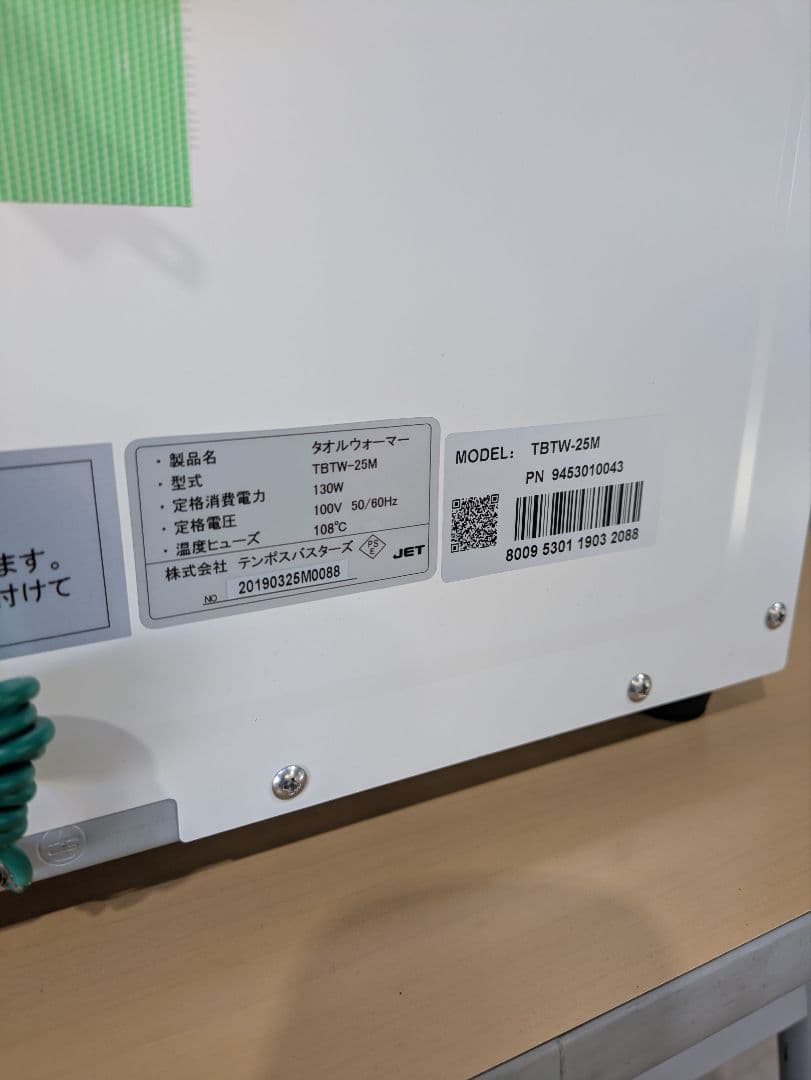 ます。
付けて
・製品名 タオルウォーマー
・型式 TBTW-25M
・定格消費電力 130W
・定格電圧 100V 50/60Hz
・温度ヒューズ 108℃
株式会社 テンポスバスターズ PSE JET
NO 20190325M0088
MODEL: TBTW-25M
PN 9453010043
8009 5301 1903 2088